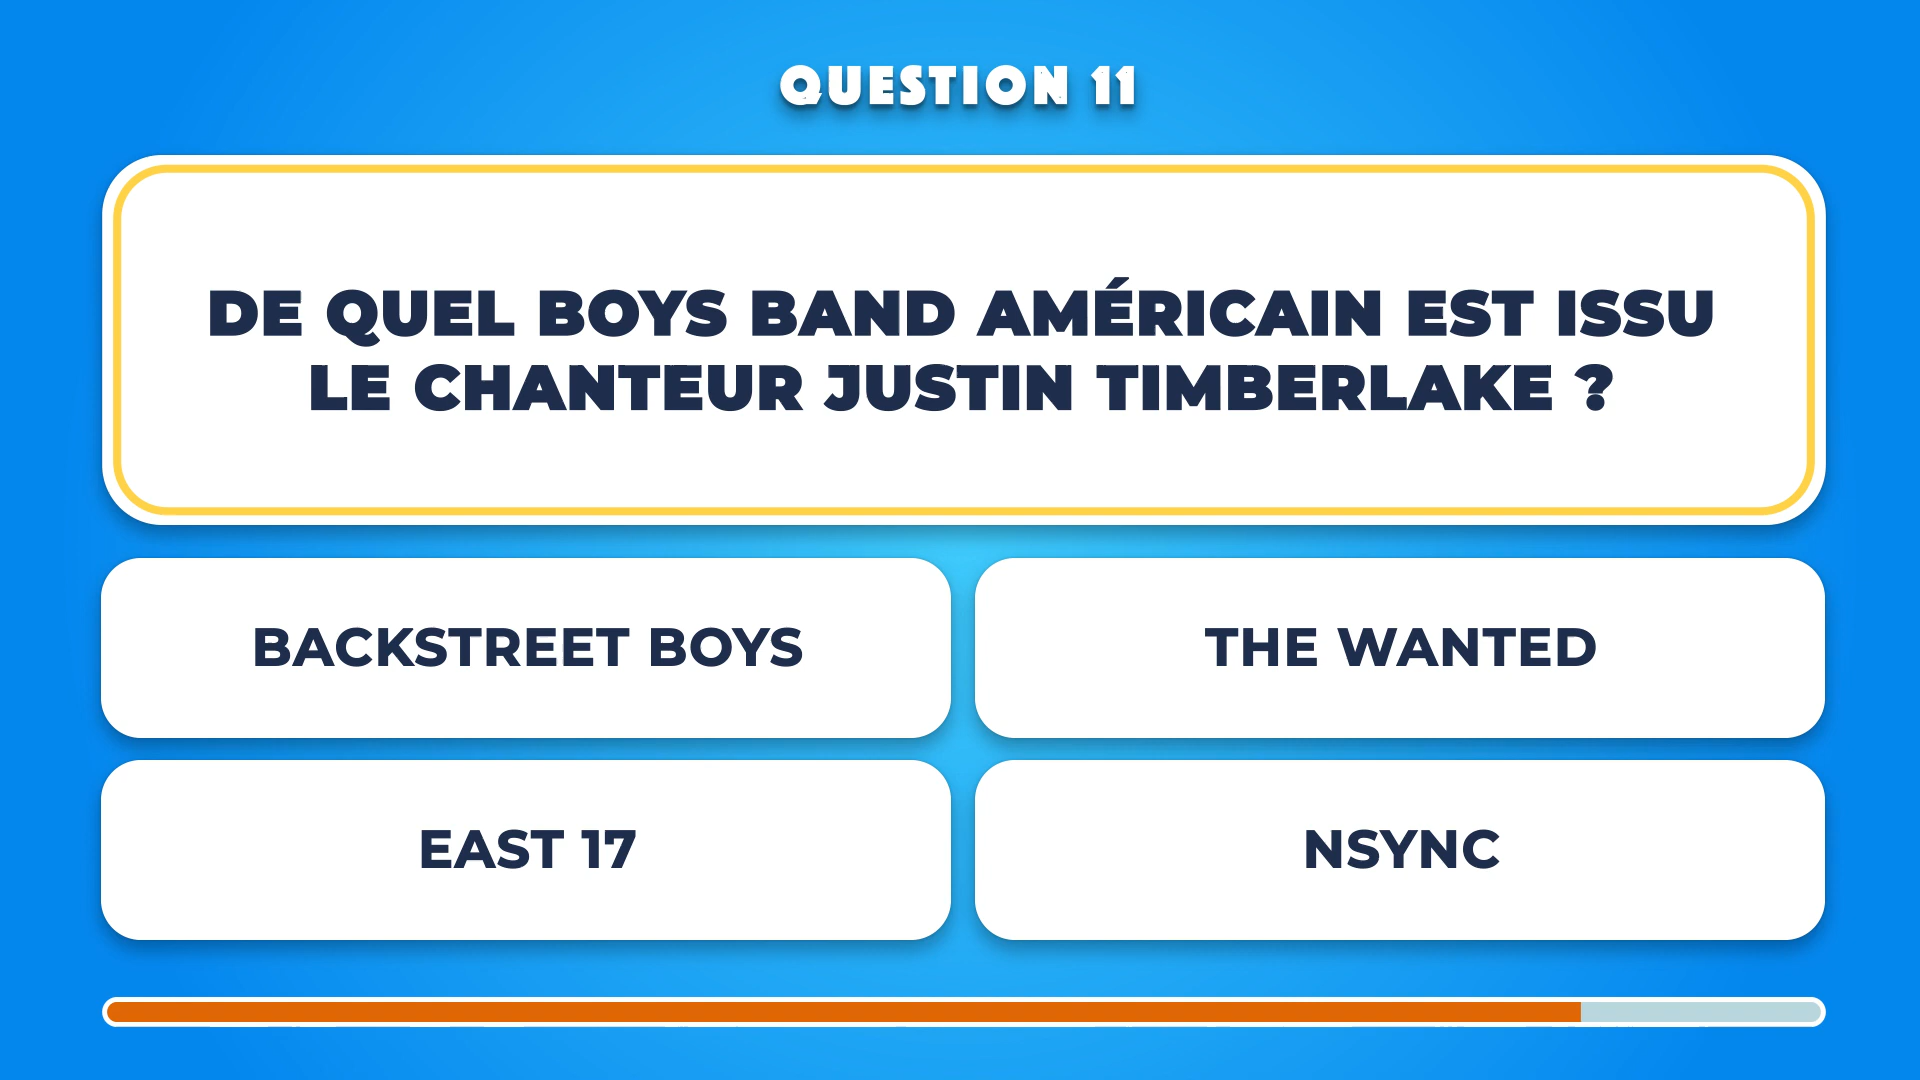 QUESTION 11
DE QUEL BOYS BAND AMÉRICAIN EST ISSU
LE CHANTEUR JUSTIN TIMBERLAKE ?
BACKSTREET BOYS
THE WANTED
EAST 17
NSYNC